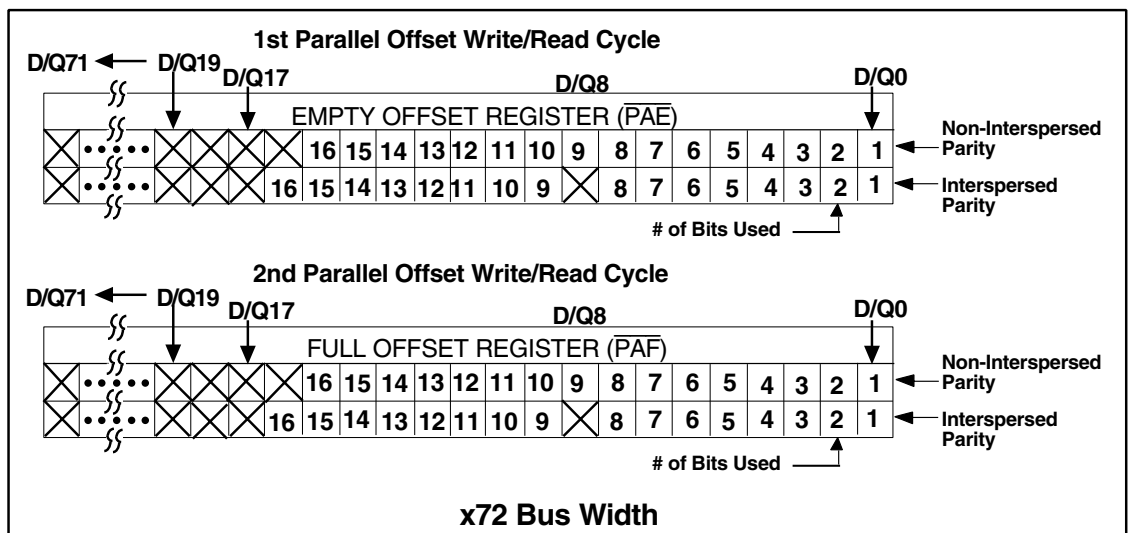 1st Parallel Offset Write/Read Cycle
D/Q71 D/Q19
D/Q17 D/Q8 D/Q0
EMPTY OFFSET REGISTER (PAE)
16 15 14 13 12 11 10 9 8 7 6 5 4 3 2 1 Non-Interspersed Parity
16 15 14 13 12 11 10 9 8 7 6 5 4 3 2 1 Interspersed Parity
# of Bits Used
2nd Parallel Offset Write/Read Cycle
D/Q71 D/Q19
D/Q17 D/Q8 D/Q0
FULL OFFSET REGISTER (PAF)
16 15 14 13 12 11 10 9 8 7 6 5 4 3 2 1 Non-Interspersed Parity
16 15 14 13 12 11 10 9 8 7 6 5 4 3 2 1 Interspersed Parity
# of Bits Used
x72 Bus Width